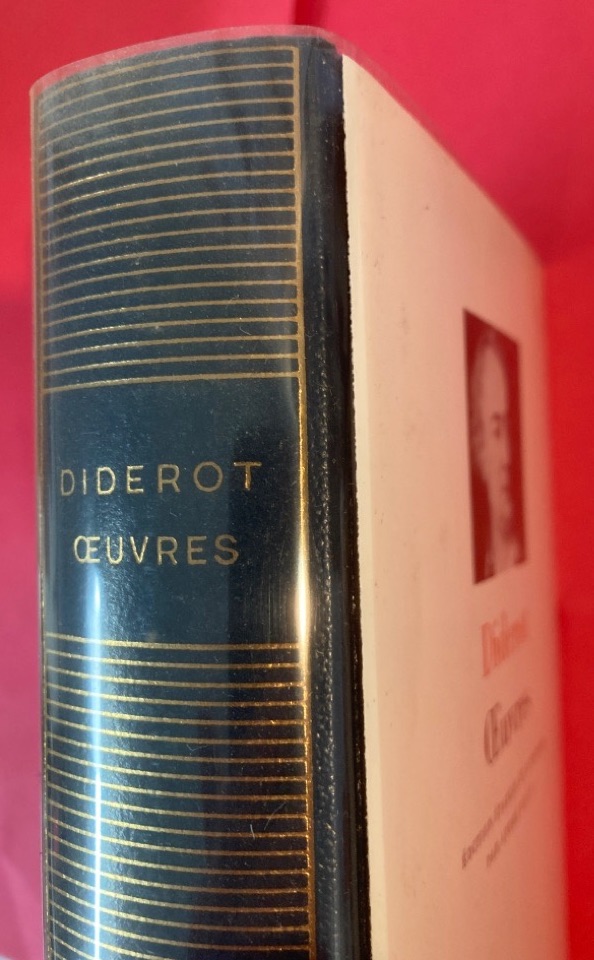 DIDEROT
ŒUVRES
Diderot
Œuvres